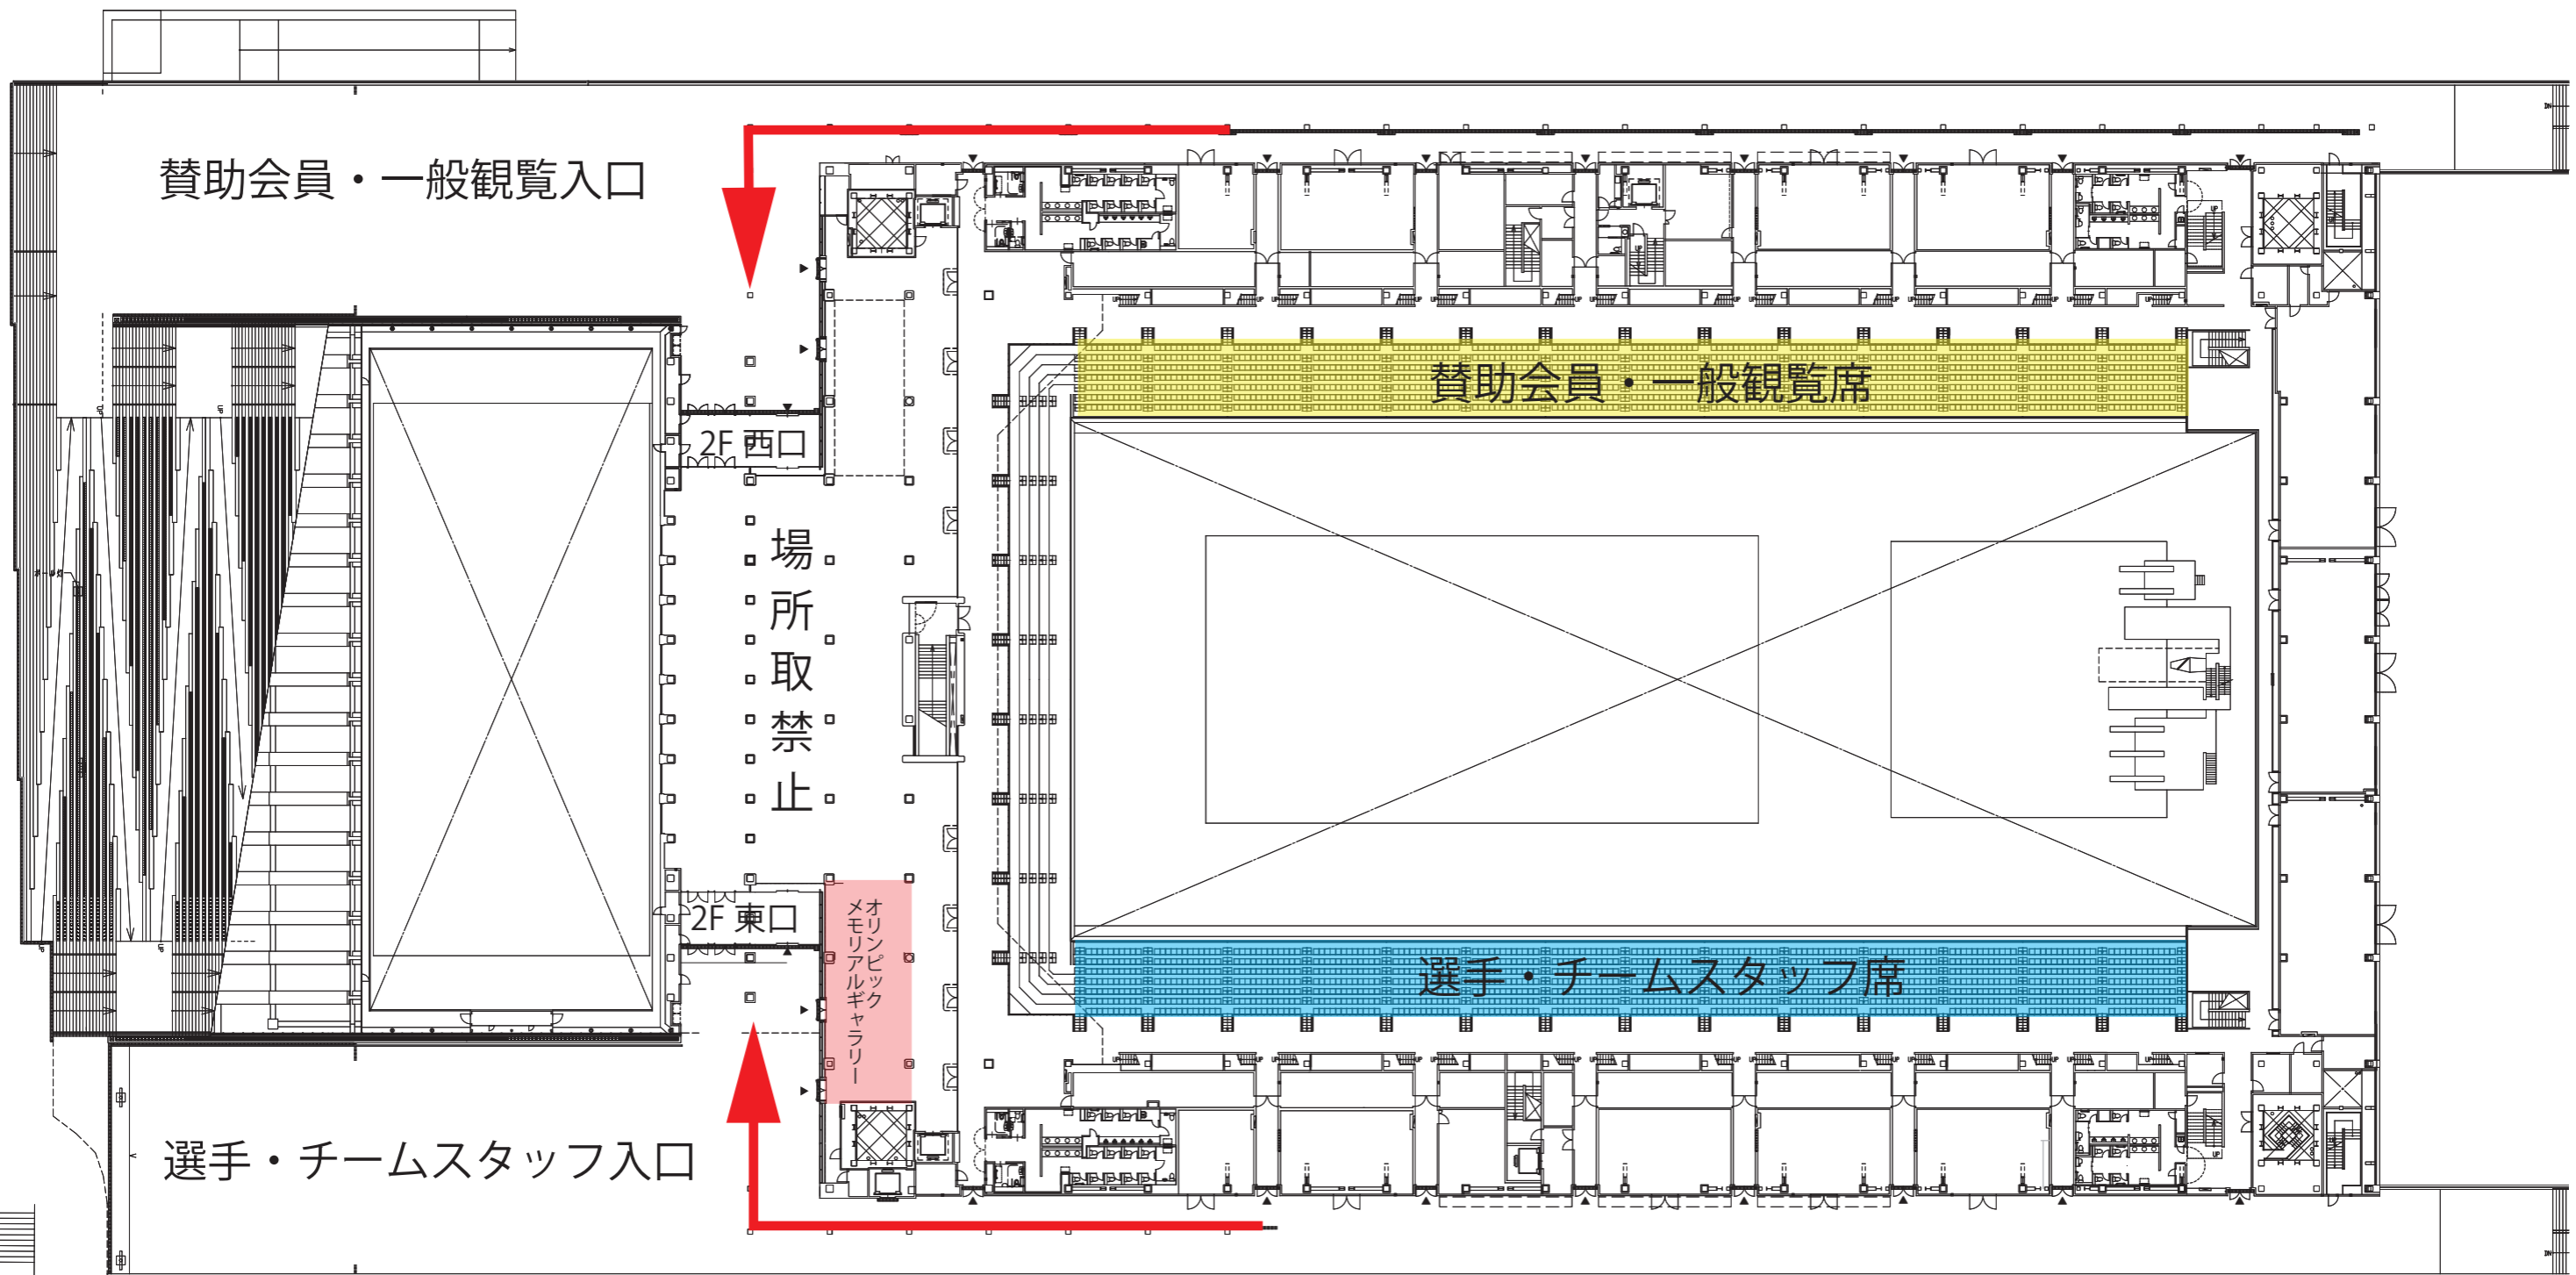 賛助会員・一般観覧入口
賛助会員・一般観覧席
2F 西口
場所取禁止
2F 東口
オリンピック
メモリアルギャラリー
選手・チームスタッフ席
選手・チームスタッフ入口